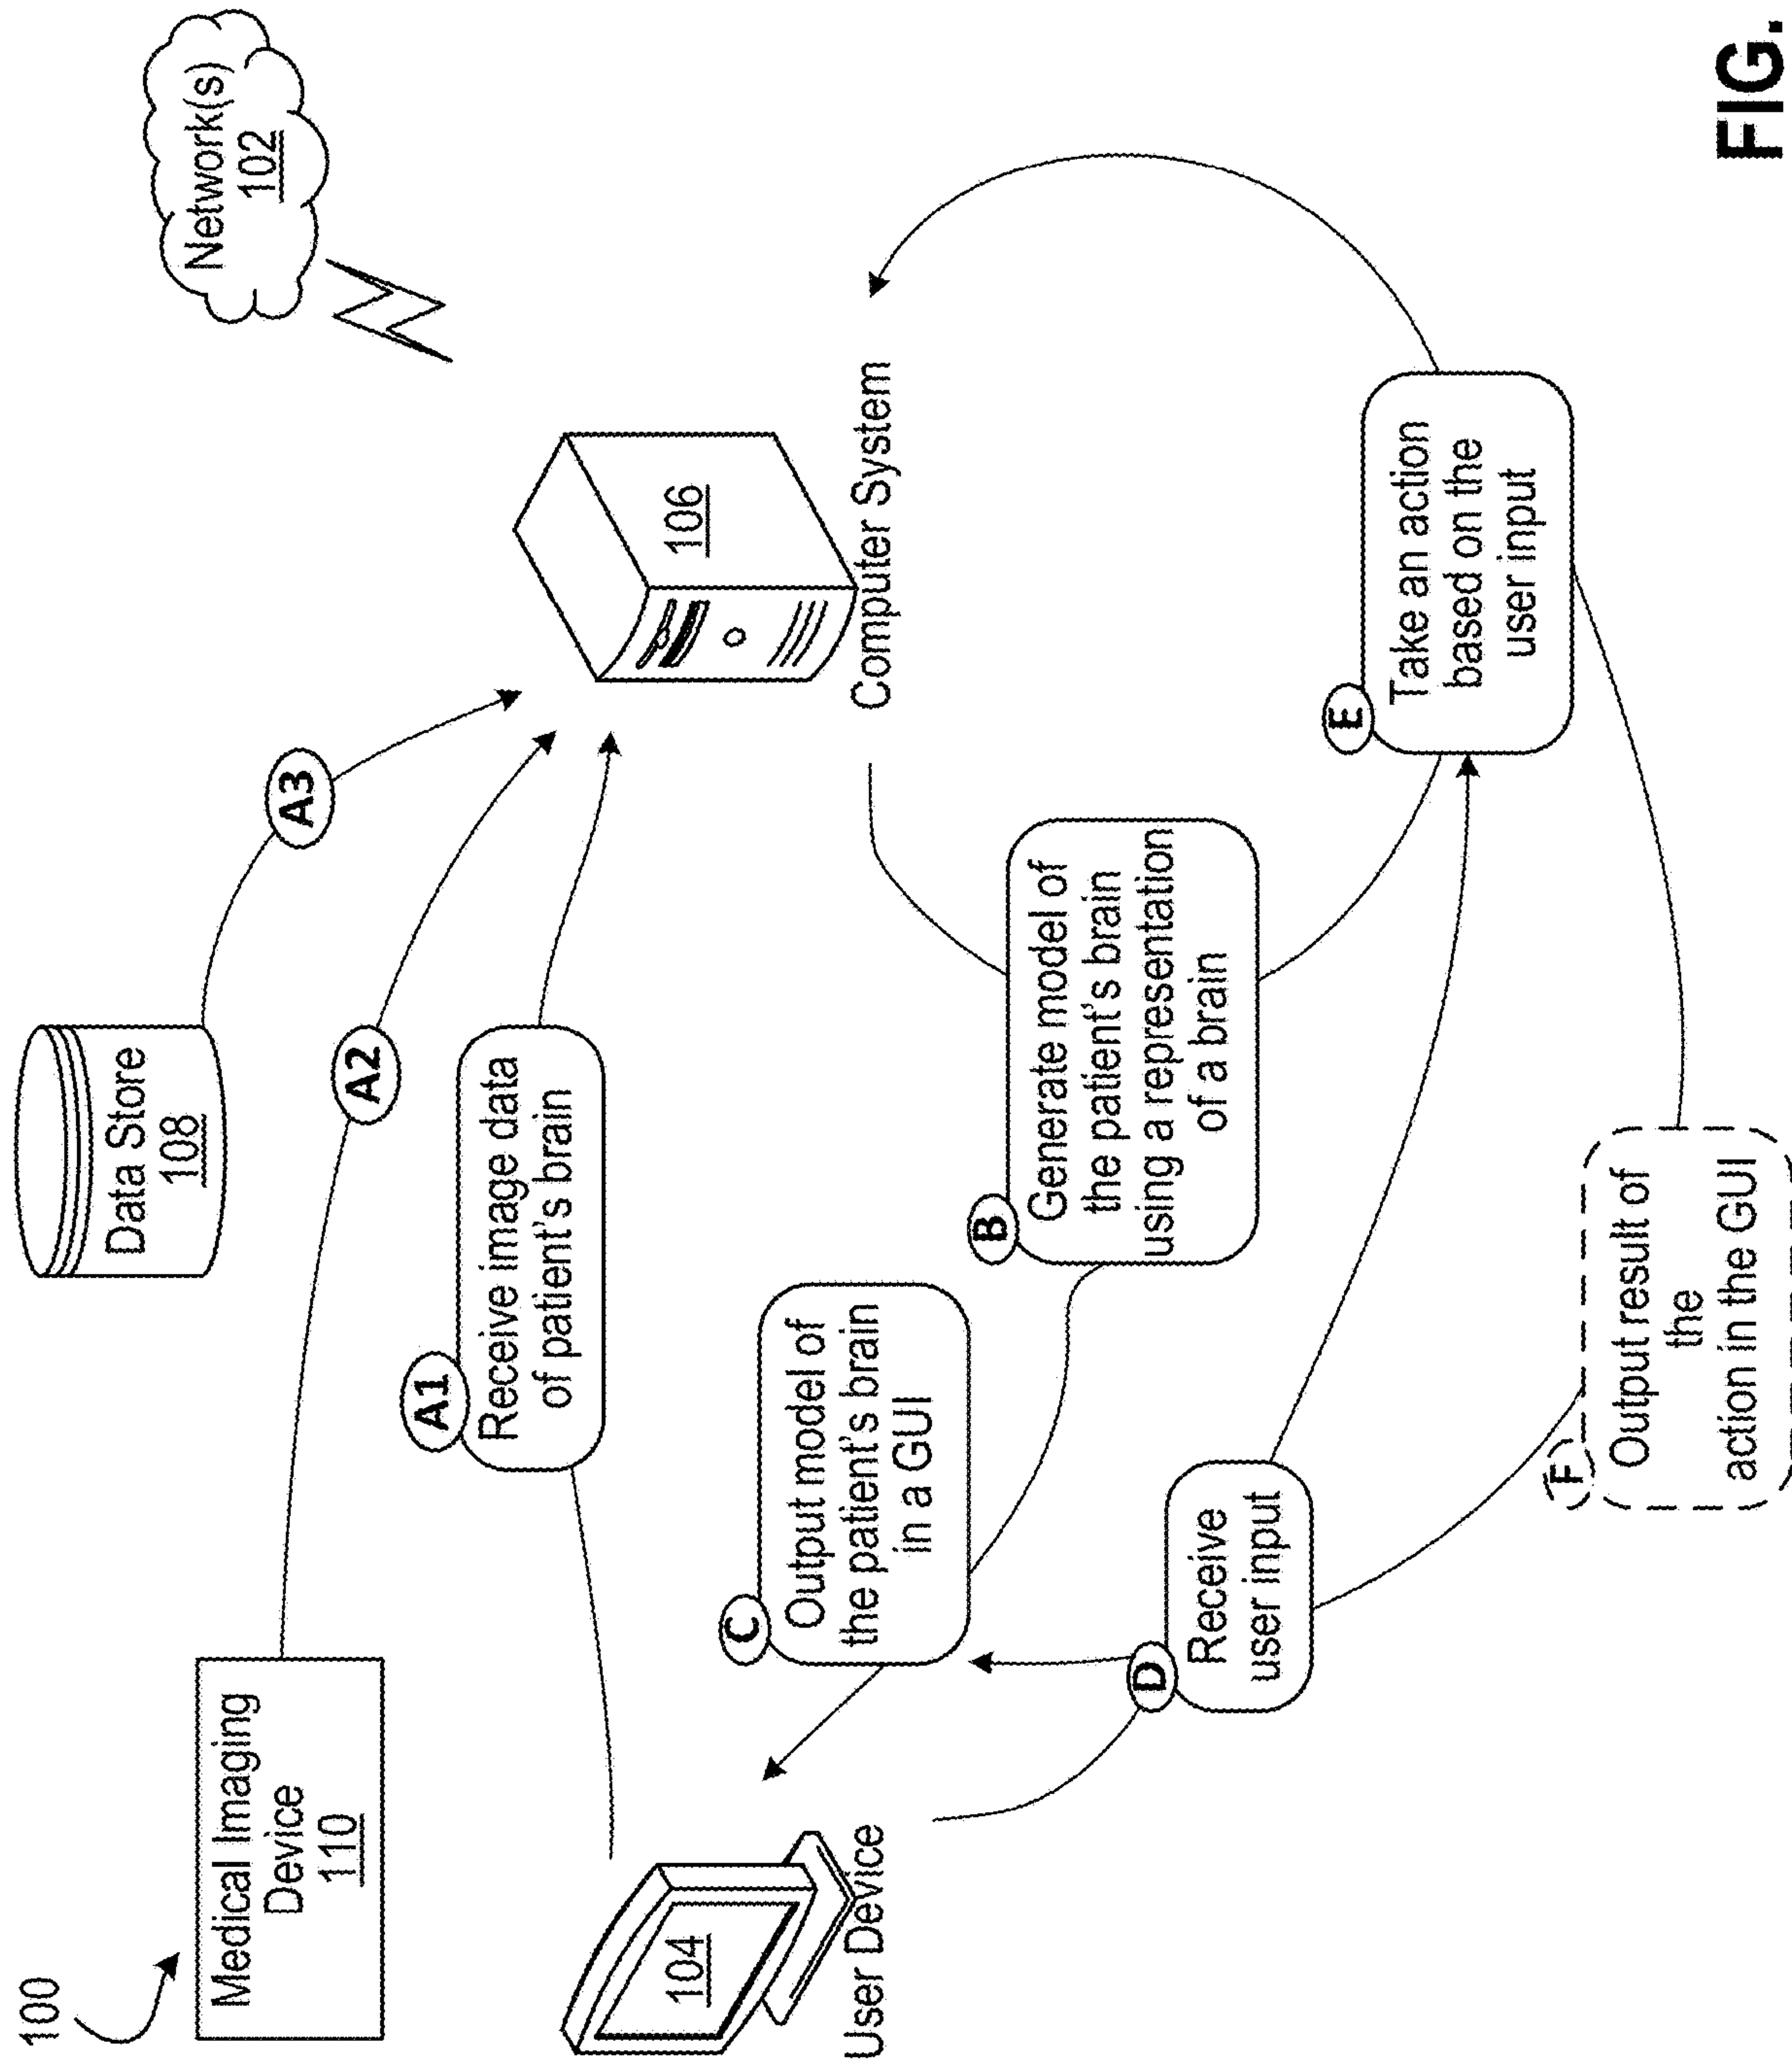 100
Medical Imaging
Device
110
Data Store
108
Network(s)
102
A3
A2
A1
Receive image data
of patient's brain
104
User Device
106
Computer System
C
Output model of
the patient's brain
in a GUI
B
Generate model of
the patient's brain
using a representation
of a brain
D
Receive
user input
E
Take an action
based on the
user input
F
Output result of
the
action in the GUI
FIG.